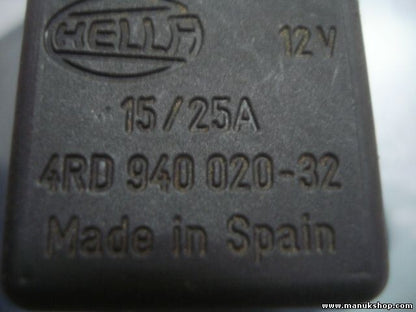 HELLA 12V
15/25A
4RD 940 020-32
Made in Spain
www.manukshop.com